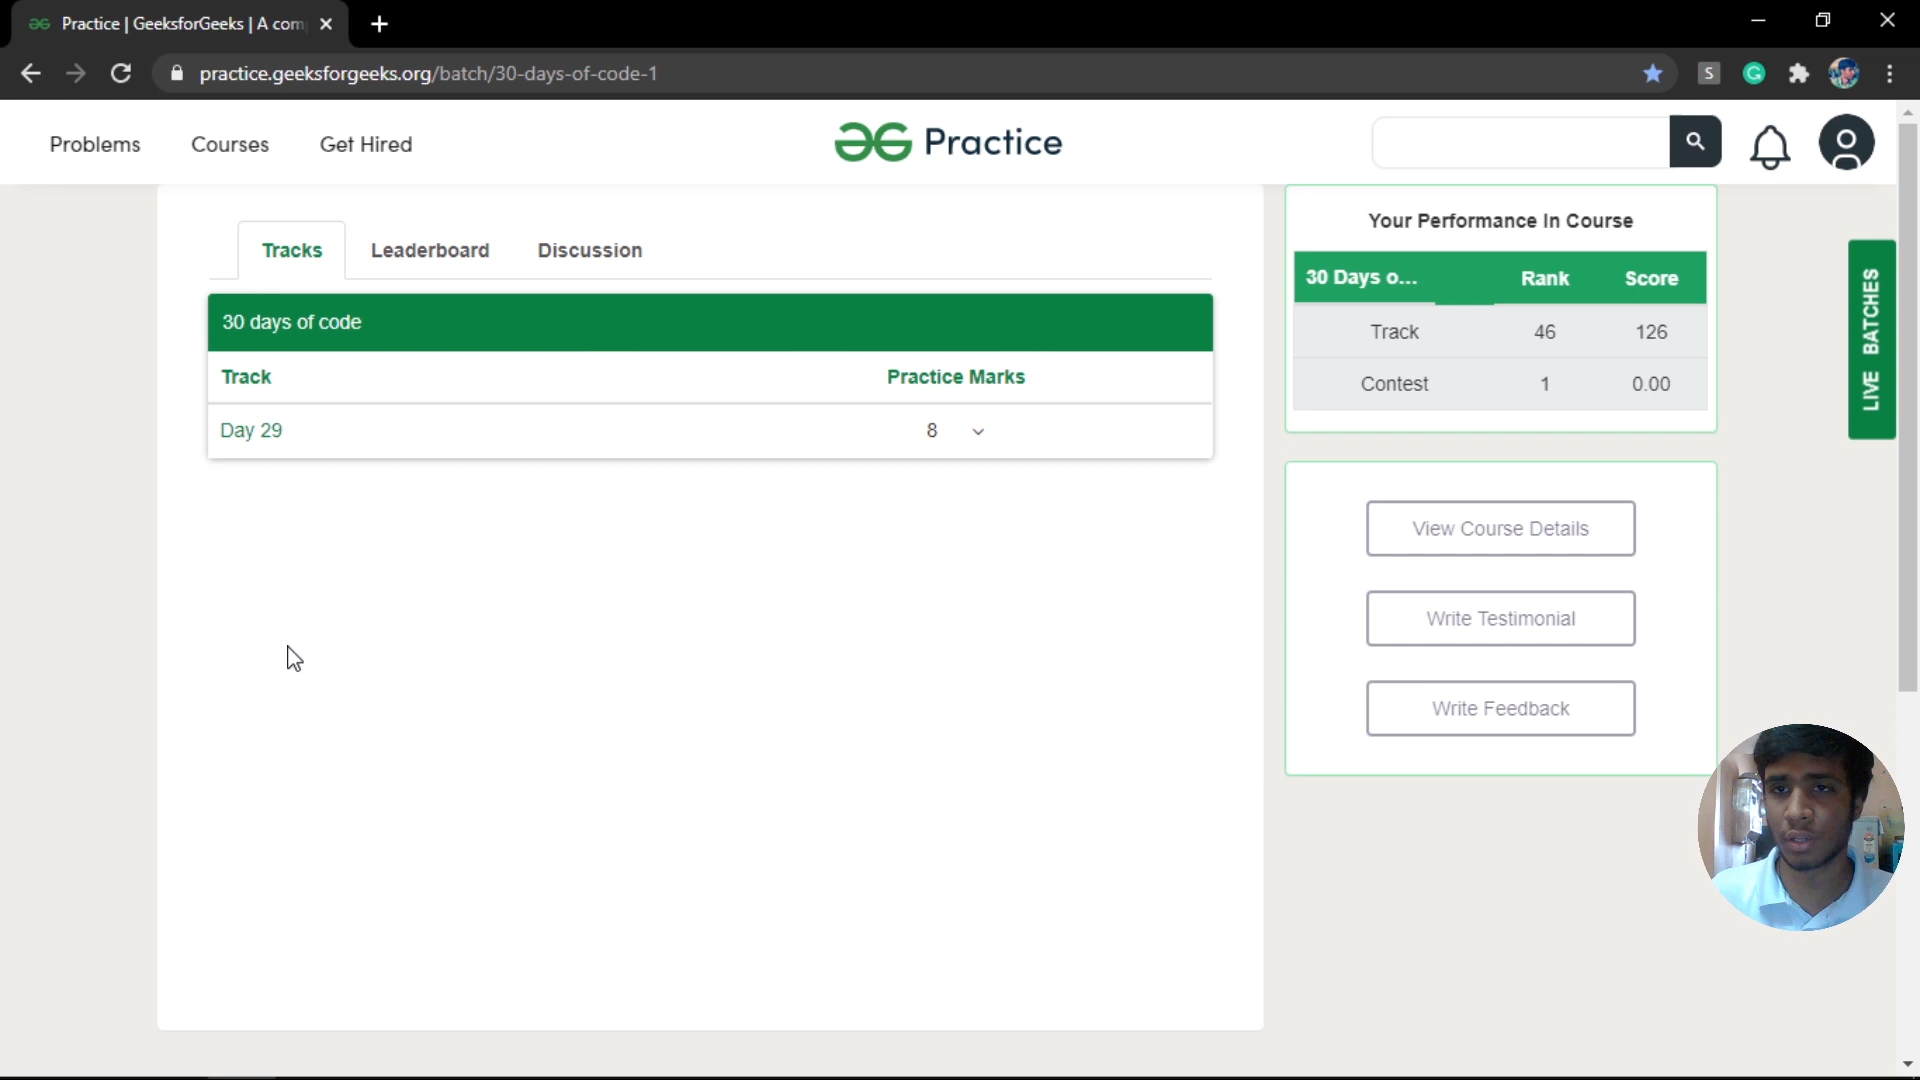 Practice | GeeksforGeeks | A com
practice.geeksforgeeks.org/batch/30-days-of-code-1
S
G
Problems
Courses
Get Hired
Practice
Tracks
Leaderboard
Discussion
30 days of code
Track
Practice Marks
Day 29
8
Your Performance In Course
30 Days o...
Rank
Score
Track
46
126
Contest
1
0.00
View Course Details
Write Testimonial
Write Feedback
LIVE BATCHES